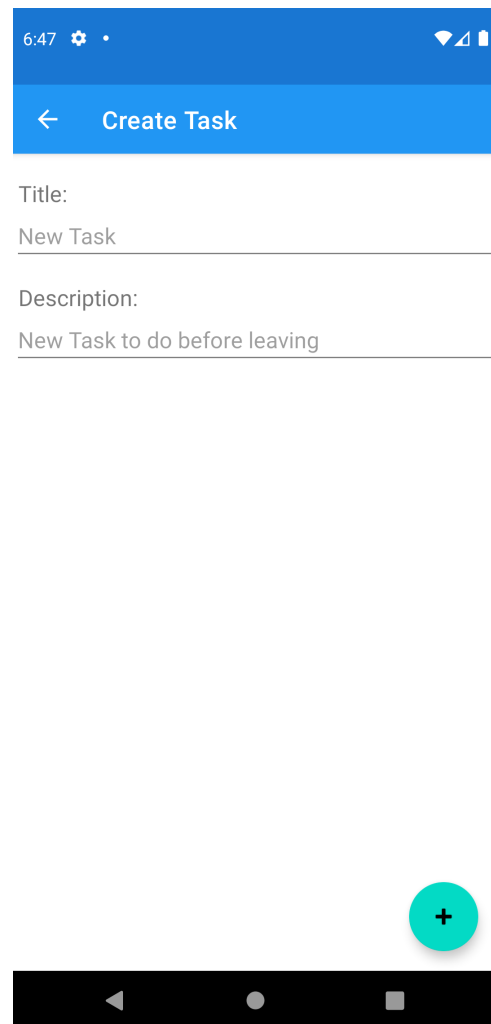 6:47
Create Task
Title:
New Task
Description:
New Task to do before leaving
+